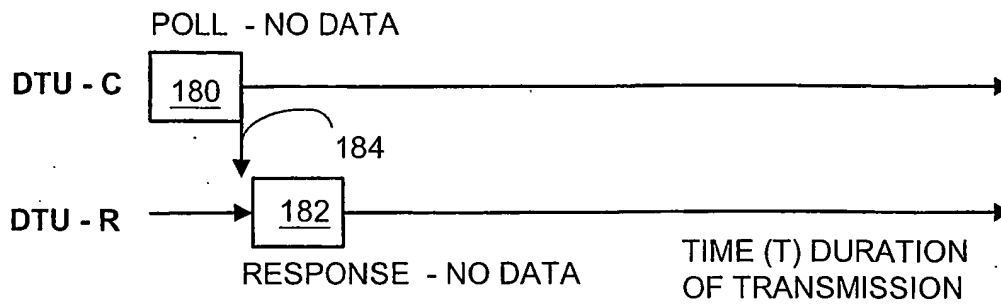 POLL - NO DATA
DTU - C
180
184
DTU - R
182
RESPONSE - NO DATA
TIME (T) DURATION
OF TRANSMISSION